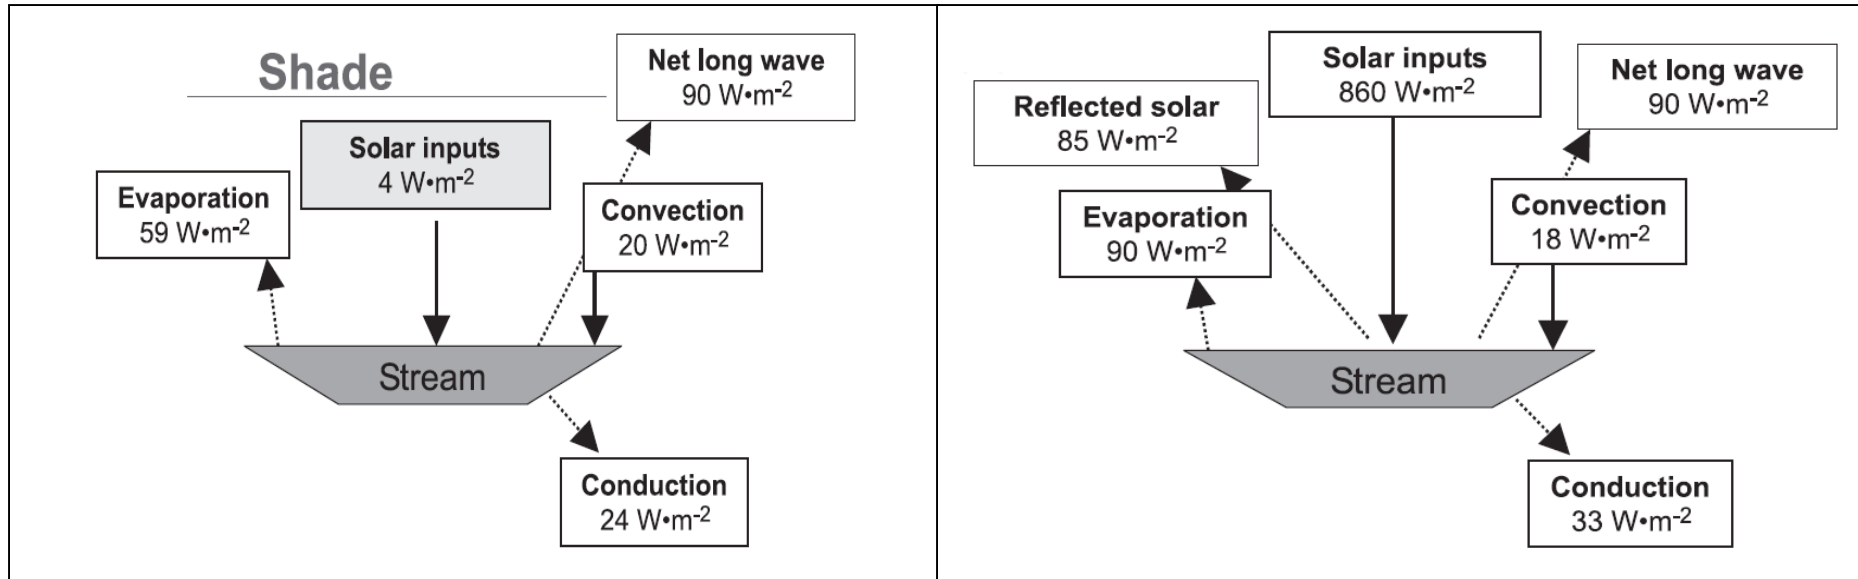 Shade
Net long wave
90 W•m-2
Solar inputs
4 W•m-2
Evaporation
59 W•m-2
Convection
20 W•m-2
Stream
Conduction
24 W•m-2
Solar inputs
860 W•m-2
Net long wave
90 W•m-2
Reflected solar
85 W•m-2
Evaporation
90 W•m-2
Convection
18 W•m-2
Stream
Conduction
33 W•m-2